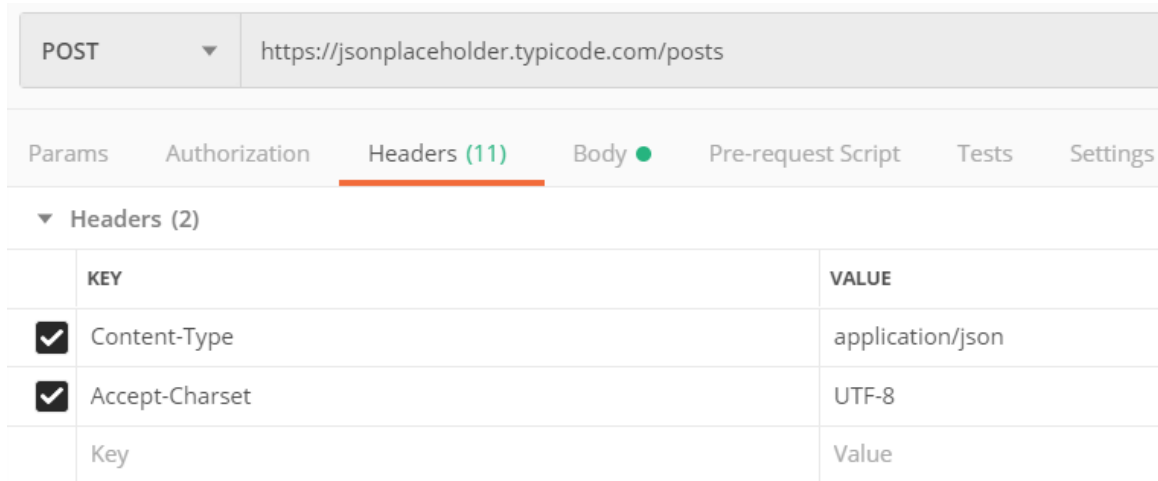 POST https://jsonplaceholder.typicode.com/posts
Params Authorization Headers (11) Body Pre-request Script Tests Settings
Headers (2)
KEY VALUE
Content-Type application/json
Accept-Charset UTF-8
Key Value